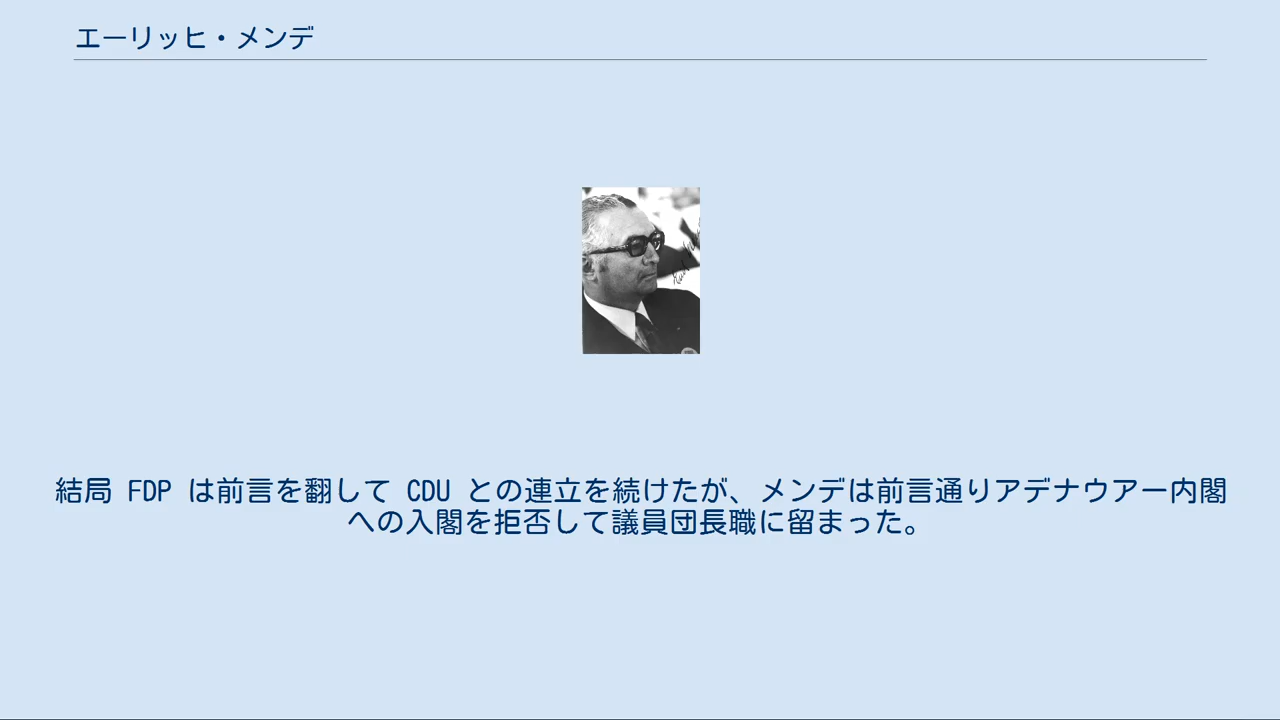 エーリッヒ・メンデ
結局 FDP は前言を翻して CDU との連立を続けたが、メンデは前言通りアデナウアー内閣
への入閣を拒否して議員団長職に留まった。